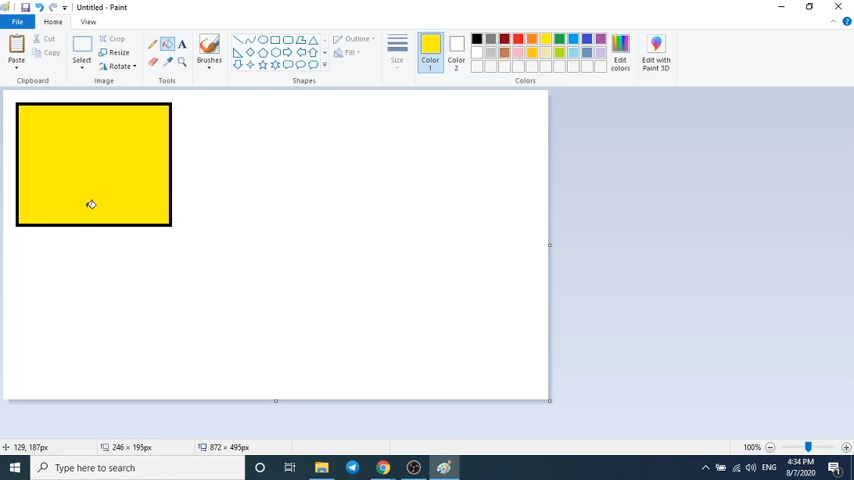 Untitled - Paint
File
Home
View
Paste
Cut
Copy
Clipboard
Select
Crop
Resize
Rotate
Image
A
Tools
Brushes
Outline
Fill
Shapes
Size
Color
1
Color
2
Edit
colors
Colors
Edit with
Paint 3D
129, 187px
246 × 195px
872 × 495px
100%
Type here to search
ENG
4:34 PM
8/7/2020
1